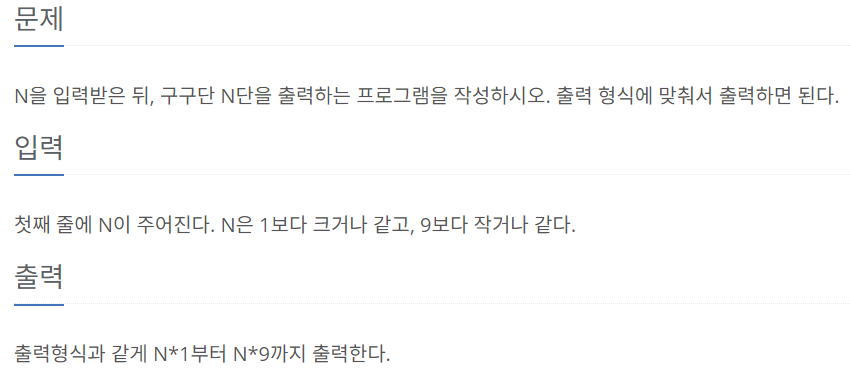 문제
N을 입력받은 뒤, 구구단 N단을 출력하는 프로그램을 작성하시오. 출력 형식에 맞춰서 출력하면 된다.
입력
첫째 줄에 N이 주어진다. N은 1보다 크거나 같고, 9보다 작거나 같다.
출력
출력형식과 같게 N*1부터 N*9까지 출력한다.